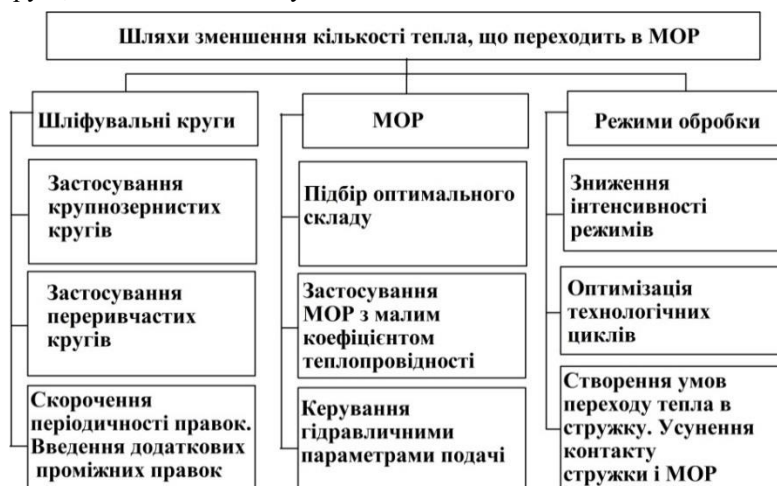 Шляхи зменшення кількості тепла, що переходить в МОР
Шліфувальні круги
Застосування
крупнозернистих
кругів
Застосування
переривчастих
кругів
Скорочення
періодичності правок.
Введення додаткових
проміжних правок
МОР
Підбір оптимального
складу
Застосування
МОР з малим
коефіцієнтом
теплопровідності
Керування
гідравличними
параметрами подачі
Режими обробки
Зниження
інтенсивності
режимів
Оптимізація
технологічних
циклів
Створення умов
переходу тепла в
стружку. Усунення
контакту
стружки і МОР